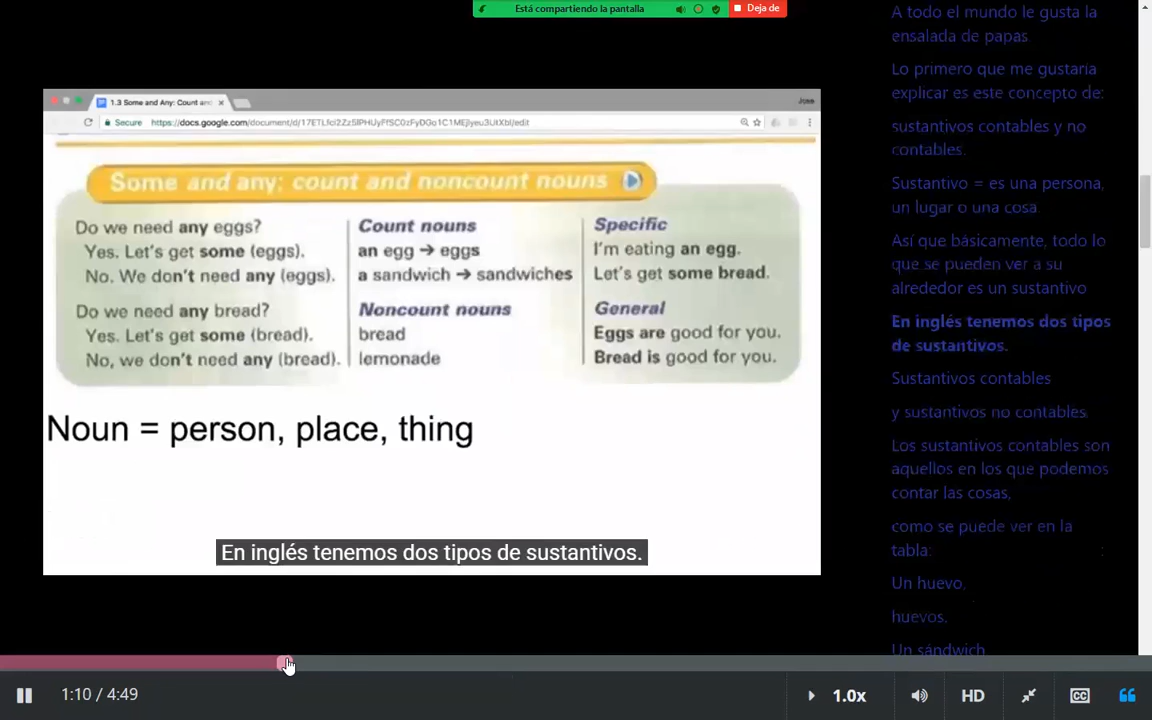 Está compartiendo la pantalla
Deja de
1.3 Some and Any: Count and
Jose
Secure
Some and any; count and noncount nouns
Do we need any eggs?
Yes. Let's get some (eggs).
No. We don't need any (eggs).
Do we need any bread?
Yes. Let's get some (bread).
No, we don't need any (bread).
Count nouns
an egg → eggs
a sandwich → sandwiches
Noncount nouns
bread
lemonade
Specific
I'm eating an egg.
Let's get some bread.
General
Eggs are good for you.
Bread is good for you.
Noun = person, place, thing
En inglés tenemos dos tipos de sustantivos.
A todo el mundo le gusta la
ensalada de papas.
Lo primero que me gustaría
explicar es este concepto de:
sustantivos contables y no
contables.
Sustantivo = es una persona,
un lugar o una cosa.
Así que básicamente, todo lo
que se pueden ver a su
alrededor es un sustantivo
En inglés tenemos dos tipos
de sustantivos.
Sustantivos contables
y sustantivos no contables.
Los sustantivos contables son
aquellos en los que podemos
contar las cosas,
como se puede ver en la
tabla:
Un huevo,
huevos,
Un sándwich
1:10 / 4:49
1.0x
HD
CC